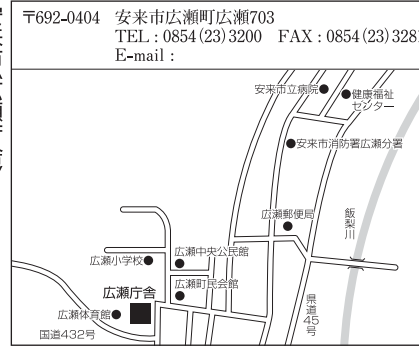 〒692-0404 安来市広瀬町広瀬703
TEL：0854(23)3200 FAX：0854(23)3281
E-mail：
安来市立病院
健康福祉
センター
安来市消防署広瀬分署
広瀬郵便局
飯梨川
広瀬中央公民館
広瀬小学校
広瀬町民会館
広瀬庁舎
県道45号
広瀬体育館
国道432号